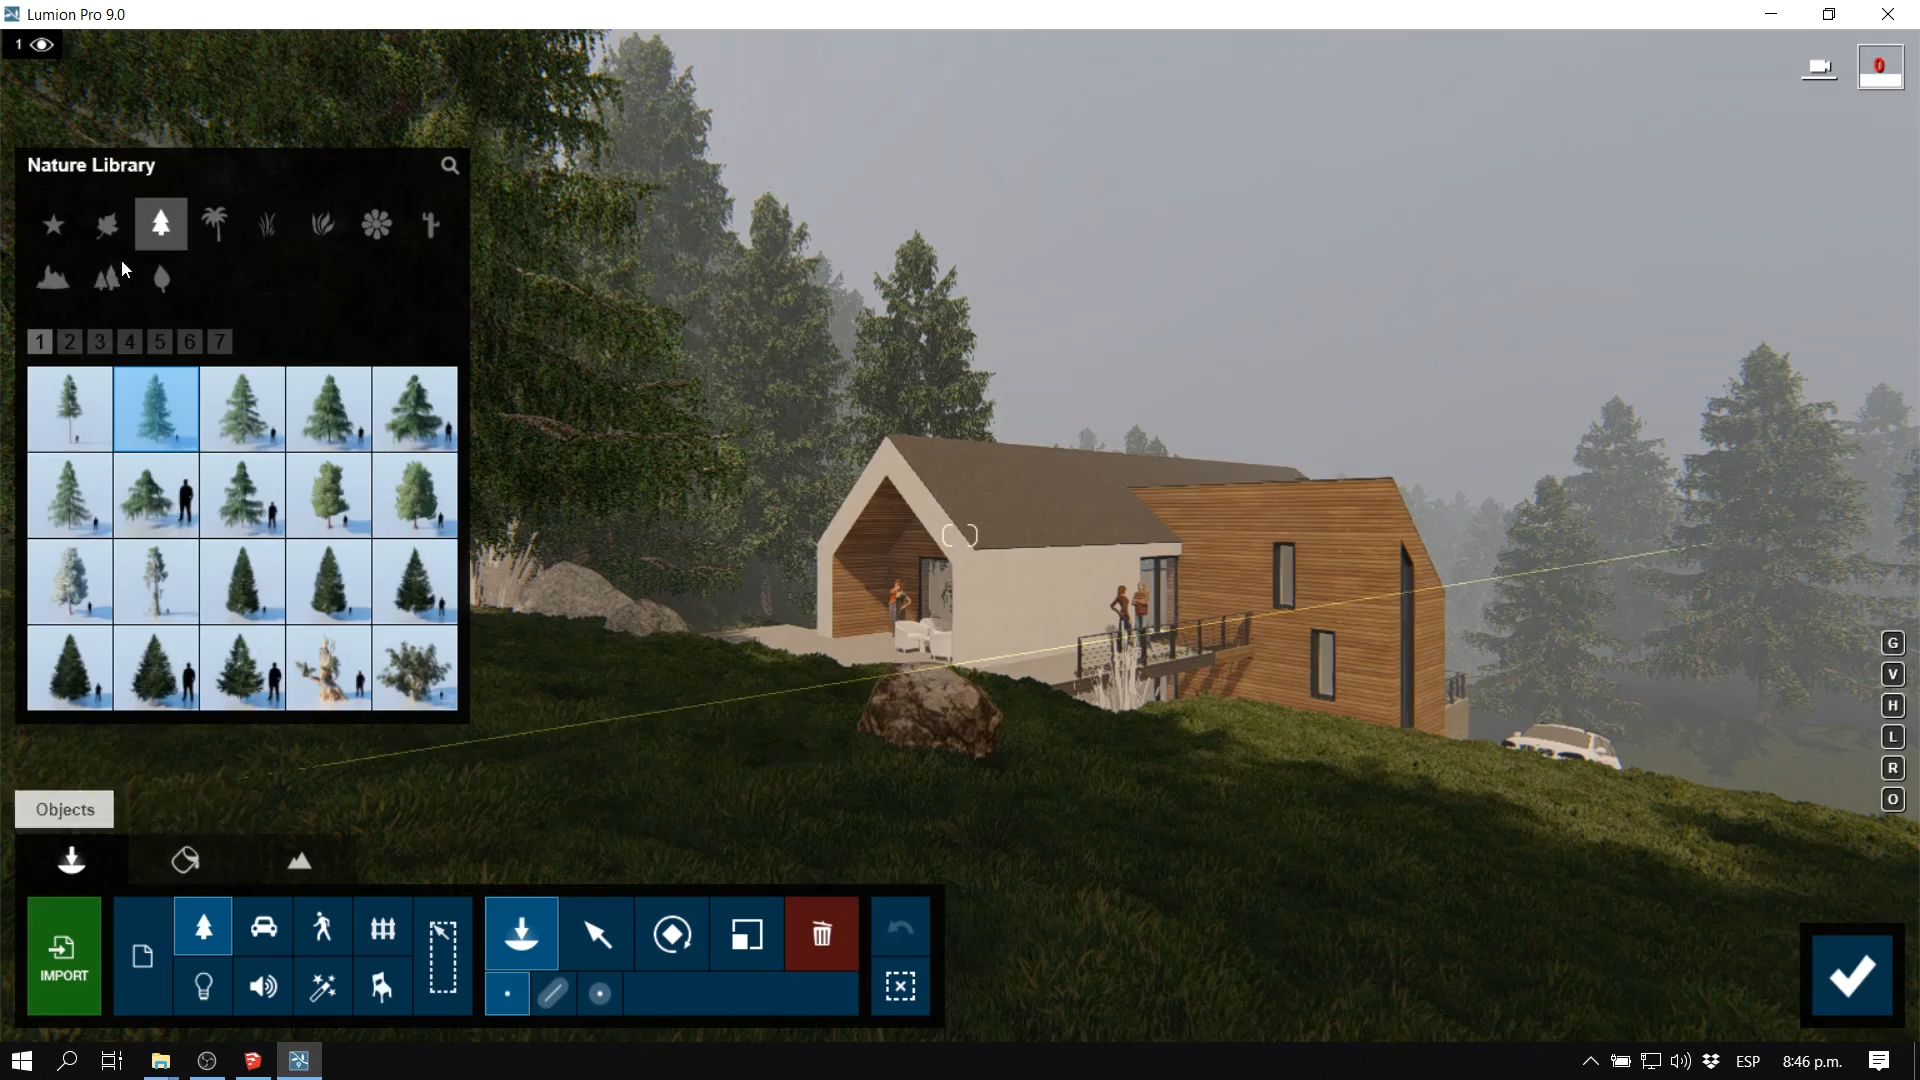 Lumion Pro 9.0
1
0
Nature Library
1 2 3 4 5 6 7
G
V
H
L
R
O
Objects
IMPORT
9
ESP
8:46 p.m.